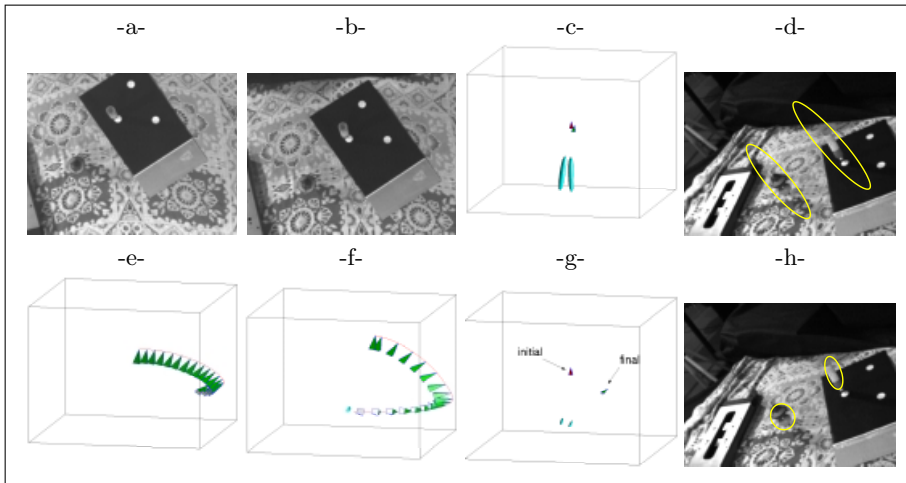 -a-
-b-
-c-
-d-
-e-
-f-
-g-
-h-
initial
final